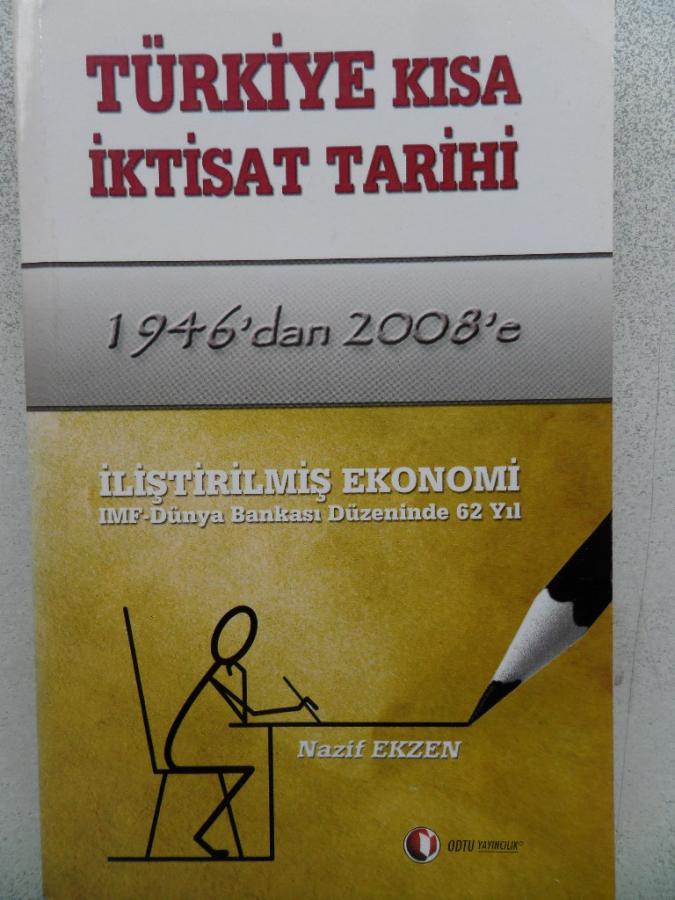 TÜRKİYE KISA
İKTİSAT TARİHİ
1946'dan 2008'e
İLİŞTİRİLMİŞ EKONOMİ
IMF-Dünya Bankası Düzeninde 62 Yıl
Nazif EKZEN
ODTÜ YAYINCILIK®